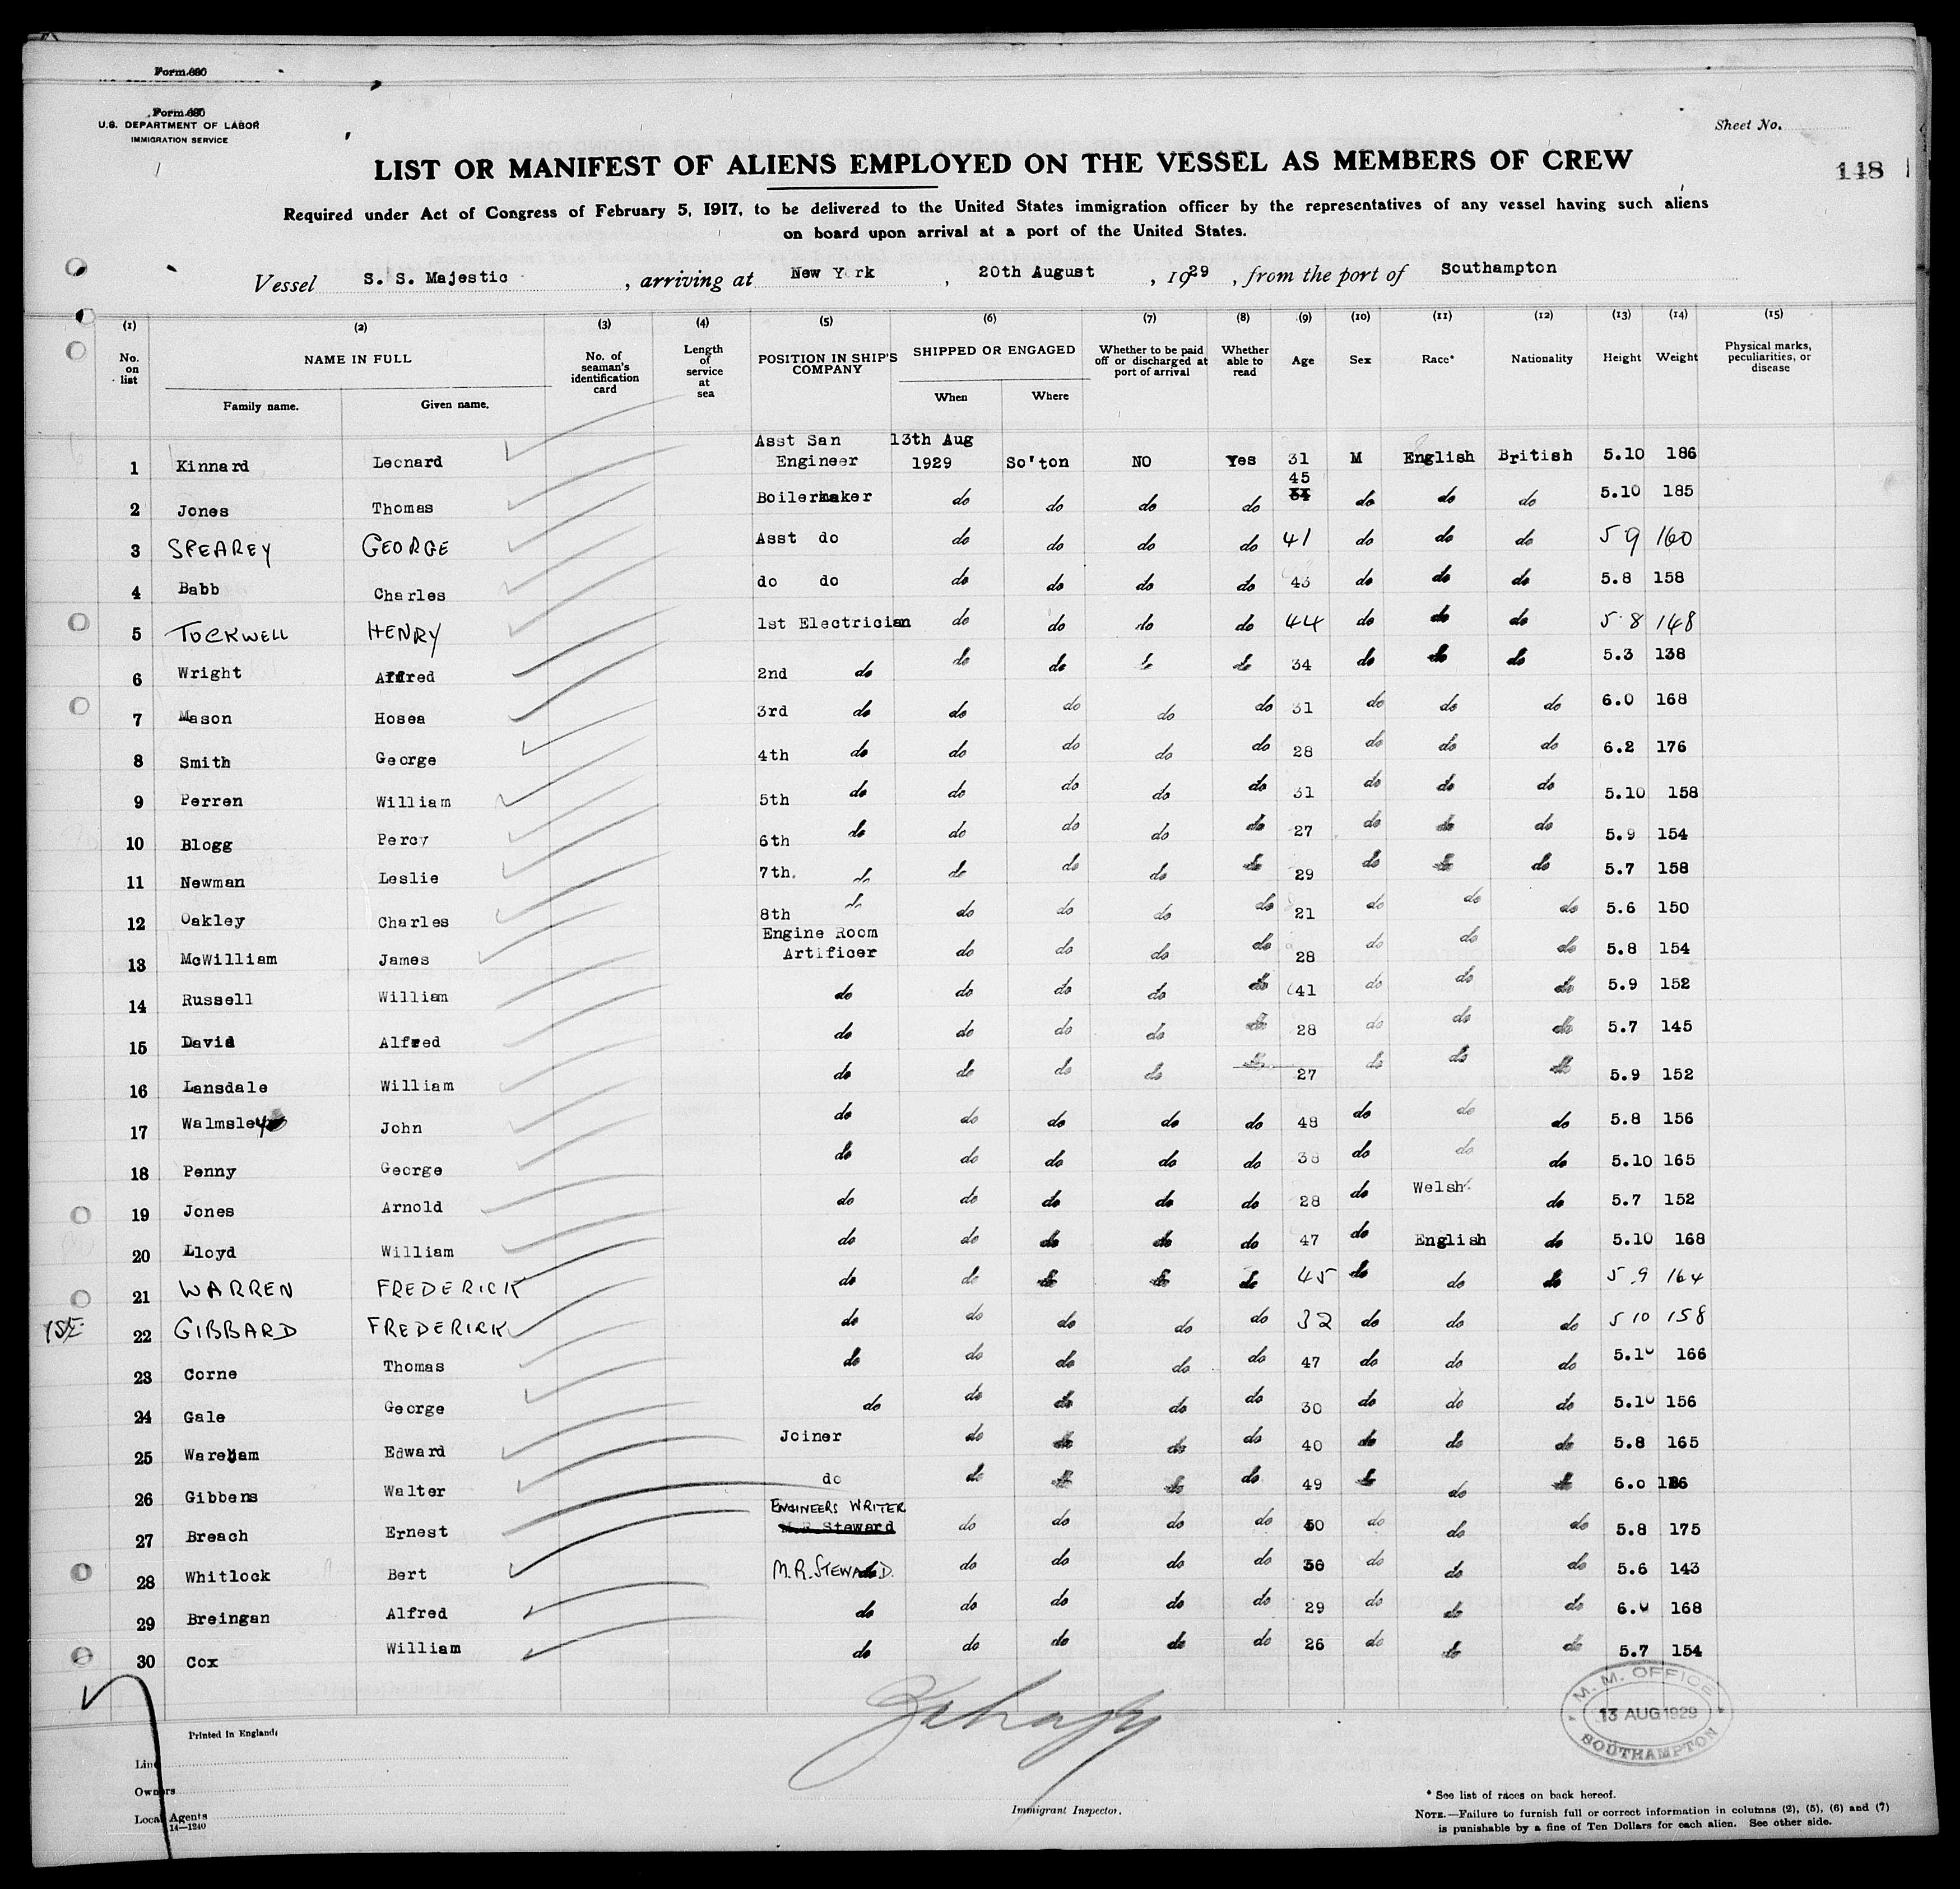 Form 680
Form 680
U.S. DEPARTMENT OF LABOR
IMMIGRATION SERVICE
Sheet No.
148
LIST OR MANIFEST OF ALIENS EMPLOYED ON THE VESSEL AS MEMBERS OF CREW
Required under Act of Congress of February 5, 1917, to be delivered to the United States immigration officer by the representatives of any vessel having such aliens
on board upon arrival at a port of the United States.
Vessel S. S. Majestic, arriving at New Y rk, 20th August, 1929, from the port of Southampton
(1) (2) (3) (4) (5) (6) (7) (8) (9) (10) (11) (12) (13) (14) (15)
No. on list NAME IN FULL Family name. Given name. No. of seaman's identification card Length of service at sea POSITION IN SHIP'S COMPANY SHIPPED OR ENGAGED When Where Whether to be paid off or discharged at port of arrival Whether able to read Age Sex Race* Nationality Height Weight Physical marks, peculiarities, or disease
1 Kinnard Leonard Asst San Engineer 13th Aug 1929 So'ton NO Yes 31 M English British 5.10 186
2 Jones Thomas Boilermaker do do do do 45 do do do 5.10 185
3 SPEAREY GEORGE Asst do do do do do 41 do do do 5 9 160
4 Babb Charles do do do do do do 43 do do do 5.8 158
5 TOCKWELL HENRY 1st Electrician do do do do 44 do do do 5.8 148
6 Wright Alfred 2nd do do do do do 34 do do do 5.3 138
7 Mason Hosea 3rd do do do do do 31 do do do 6.0 168
8 Smith George 4th do do do do do 28 do do do 6.2 176
9 Perren William 5th do do do do do 31 do do do 5.10 158
10 Blogg Percy 6th do do do do do 27 do do do 5.9 154
11 Newman Leslie 7th. do do do do do 29 do do do 5.7 158
12 Oakley Charles 8th do do do do do 21 do do do 5.6 150
13 McWilliam James Engine Room Artificer do do do do 28 do do do 5.8 154
14 Russell William do do do do do 41 do do do 5.9 152
15 David Alfred do do do do do 28 do do do 5.7 145
16 Lansdale William do do do do do 27 do do do 5.9 152
17 Walmsley John do do do do do 48 do do do 5.8 156
18 Penny George do do do do do 38 do do do 5.10 165
19 Jones Arnold do do do do do 28 do Welsh do 5.7 152
20 Lloyd William do do do do do 47 do English do 5.10 168
21 WARREN FREDERICK do do do do do 45 do do do 5.9 164
22 GIBBARD FREDERICK do do do do do 32 do do do 5 10 158
23 Corne Thomas do do do do do 47 do do do 5.10 166
24 Gale George do do do do do 30 do do do 5.10 156
25 Wareham Edward Joiner do do do do 40 do do do 5.8 165
26 Gibbens Walter do do do do do 49 do do do 6.0
27 Breach Ernest ENGINEERS WRITER M.R Steward do do do do do do do 5.8 175
28 Whitlock Bert M.R. STEWARD. do do do do do do do 5.6 143
29 Breingan Alfred do do do do do 29 do do do 6.0 168
30 Cox William do do do do do 26 do do do 5.7 154
M. M. OFFICE
13 AUG 1929
SOUTHAMPTON
Printed in England.
Line
Owners
Local Agents
14—1240
Immigrant Inspector.
* See list of races on back hereof.
NOTE.—Failure to furnish full or correct information in columns (2), (5), (6) and (7)
is punishable by a fine of Ten Dollars for each alien. See other side.